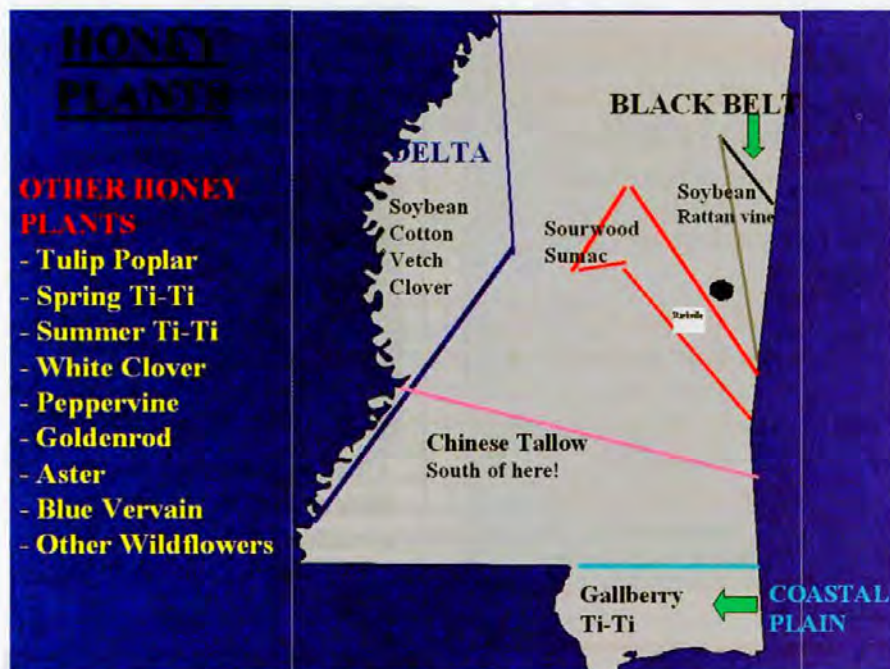 HONEY
PLANTS
OTHER HONEY
PLANTS
- Tulip Poplar
- Spring Ti-Ti
- Summer Ti-Ti
- White Clover
- Peppervine
- Goldenrod
- Aster
- Blue Vervain
- Other Wildflowers
DELTA
Soybean
Cotton
Vetch
Clover
BLACK BELT
Soybean
Rattan vine
Sourwood
Sumac
Starkville
Chinese Tallow
South of here!
Gallberry
Ti-Ti
COASTAL
PLAIN